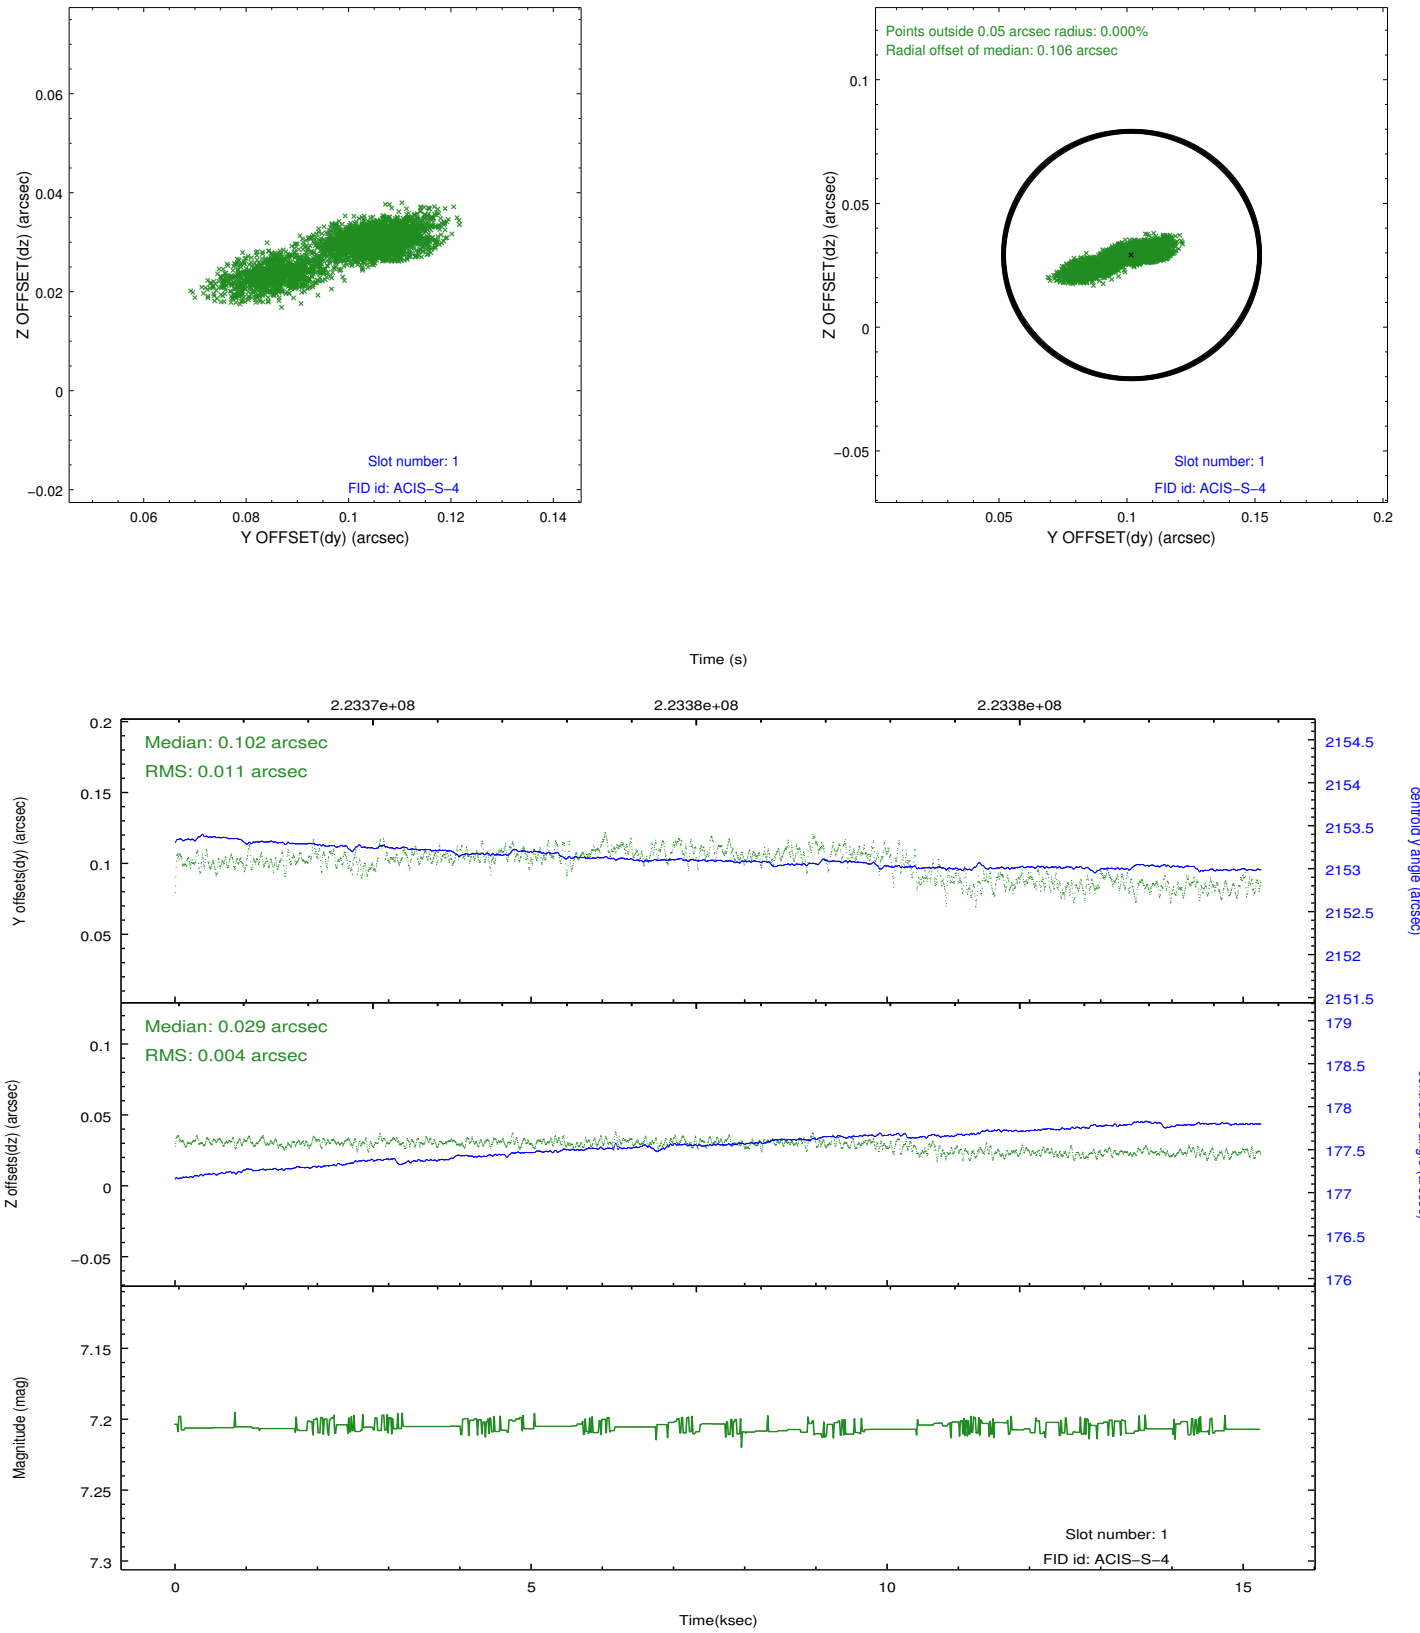 0.06
0.04
0.02
0
−0.02
Z OFFSET(dz) (arcsec)
Slot number: 1
FID id: ACIS−S−4
0.06 0.08 0.1 0.12 0.14
Y OFFSET(dy) (arcsec)
Points outside 0.05 arcsec radius: 0.000%
Radial offset of median: 0.106 arcsec
0.1
0.05
0
−0.05
Z OFFSET(dz) (arcsec)
Slot number: 1
FID id: ACIS−S−4
0.05 0.1 0.15 0.2
Y OFFSET(dy) (arcsec)
Time (s)
2.2337e+08 2.2338e+08 2.2338e+08
Median: 0.102 arcsec
RMS: 0.011 arcsec
0.2
0.15
0.1
0.05
Y offsets(dy) (arcsec)
2154.5
2154
2153.5
2153
2152.5
2152
2151.5
centroid y angle (arcsec)
Median: 0.029 arcsec
RMS: 0.004 arcsec
0.1
0.05
0
−0.05
Z offsets(dz) (arcsec)
179
178.5
178
177.5
177
176.5
176
7.15
7.2
7.25
7.3
Magnitude (mag)
Slot number: 1
FID id: ACIS−S−4
0 5 10 15
Time(ksec)